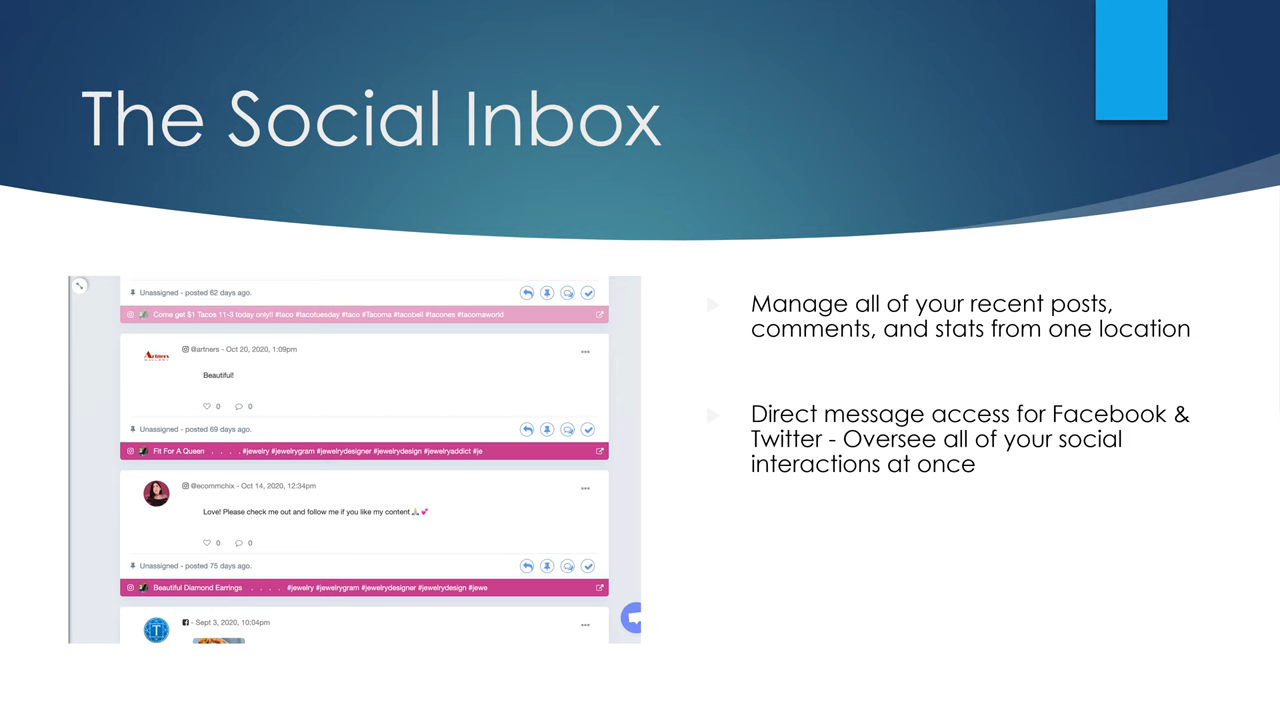 The Social Inbox
Unassigned - posted 62 days ago.
Come get $1 Tacos 11-3 today only!! #taco #tacotuesday #taco #Tacoma #tacobell #tacones #tacomaworld
@artners - Oct 20, 2020, 1:09pm
Artners
Beautiful!
0 0
Unassigned - posted 69 days ago.
Fit For A Queen . . . . #jewelry #jewelrygram #jewelrydesigner #jewelrydesign #jewelryaddict #je
@ecommchix - Oct 14, 2020, 12:34pm
Love! Please check me out and follow me if you like my content🙏🏻💕
0 0
Unassigned - posted 75 days ago.
Beautiful Diamond Earrings . . . . #jewelry #jewelrygram #jewelrydesigner #jewelrydesign #jewe
- Sept 3, 2020, 10:04pm
T
Manage all of your recent posts,
comments, and stats from one location
Direct message access for Facebook &
Twitter - Oversee all of your social
interactions at once